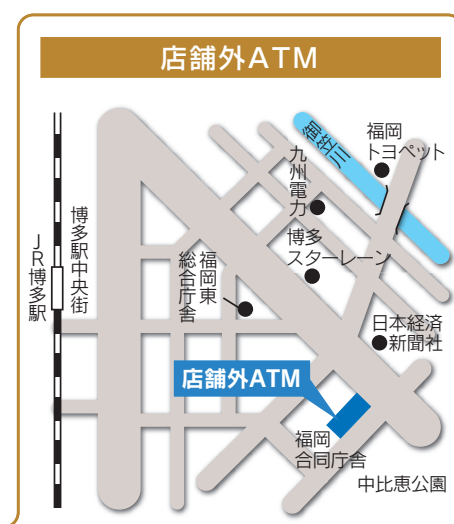 店舗外ATM
御笠川
福岡
トヨペット
九州電力
博多
スターレーン
博多駅中央街
JR博多駅
福岡東
総合庁舎
日本経済
新聞社
店舗外ATM
福岡
合同庁舎
中比恵公園